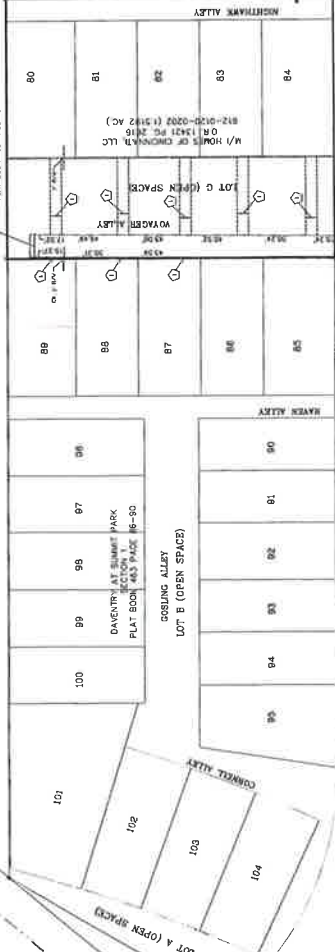 NIGHTHAWK ALLEY
80
81
82
83
84
M/I HOMES OF CINCINNATI, LLC
O.R. 13421 PG. 2616
612-0120-0202 (1.5192 AC)
LOT G (OPEN SPACE)
VOYAGER ALLEY
89
88
87
86
85
HAVEN ALLEY
96
97
98
99
100
DAVENTRY AT SUMMIT PARK
SECTION 1
PLAT BOOK 463 PAGE 86-90
GOSLING ALLEY
LOT B (OPEN SPACE)
90
91
92
93
94
95
101
102
103
104
CORNELL ALLEY
LOT A (OPEN SPACE)